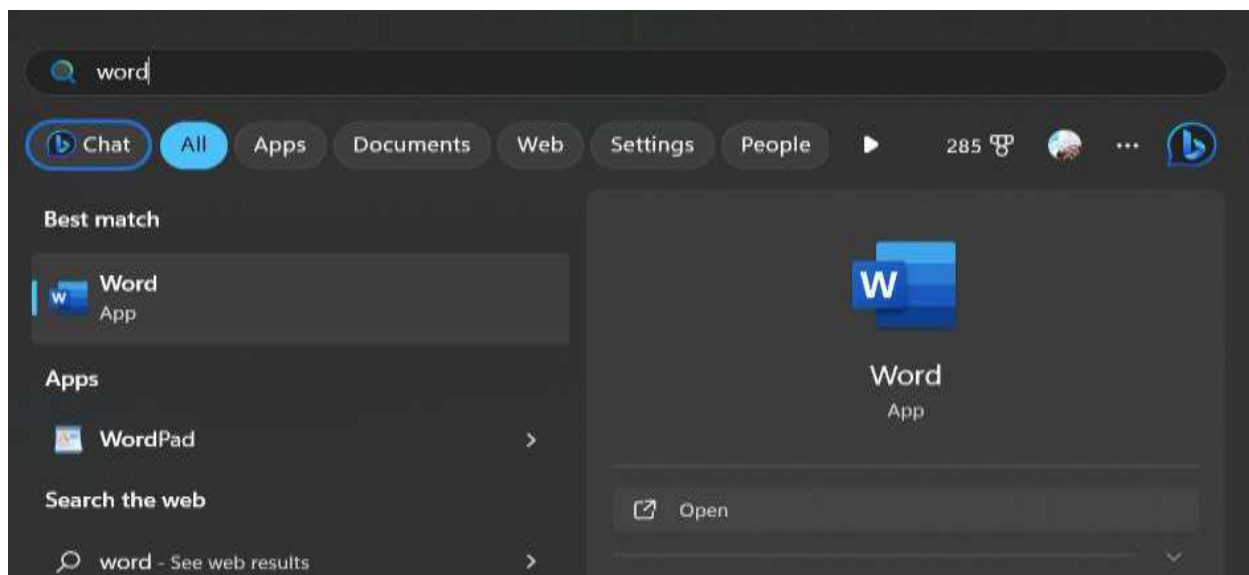 word
Chat All Apps Documents Web Settings People 285
Best match
Word
App
Apps
WordPad
Search the web
word - See web results
W
Word
App
Open